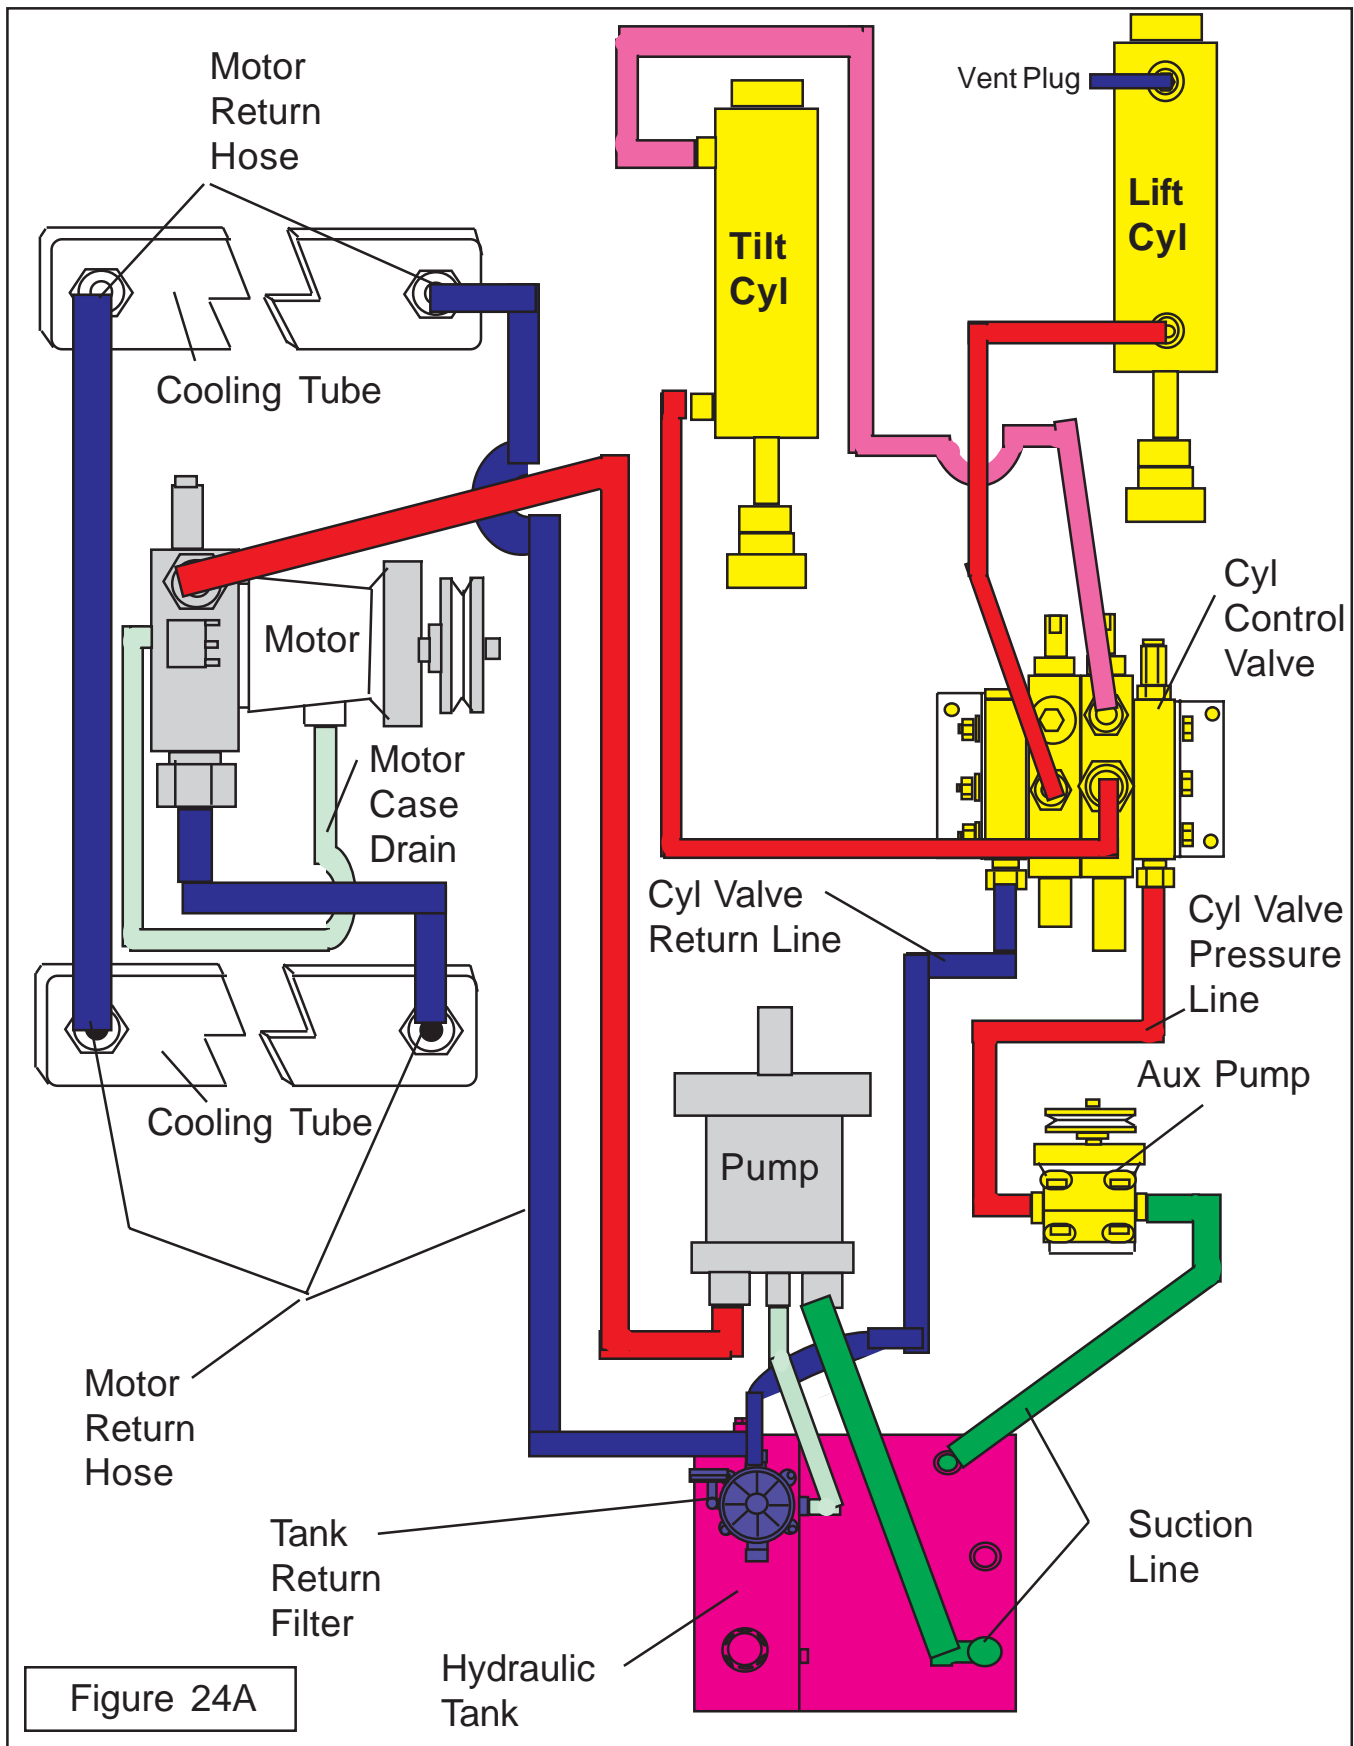 Motor
Return
Hose
Vent Plug
Lift
Cyl
Tilt
Cyl
Cooling Tube
Cyl
Control
Valve
Motor
Motor
Case
Drain
Cyl Valve
Return Line
Cyl Valve
Pressure
Line
Aux Pump
Cooling Tube
Pump
Motor
Return
Hose
Tank
Return
Filter
Suction
Line
Hydraulic
Tank
Figure 24A